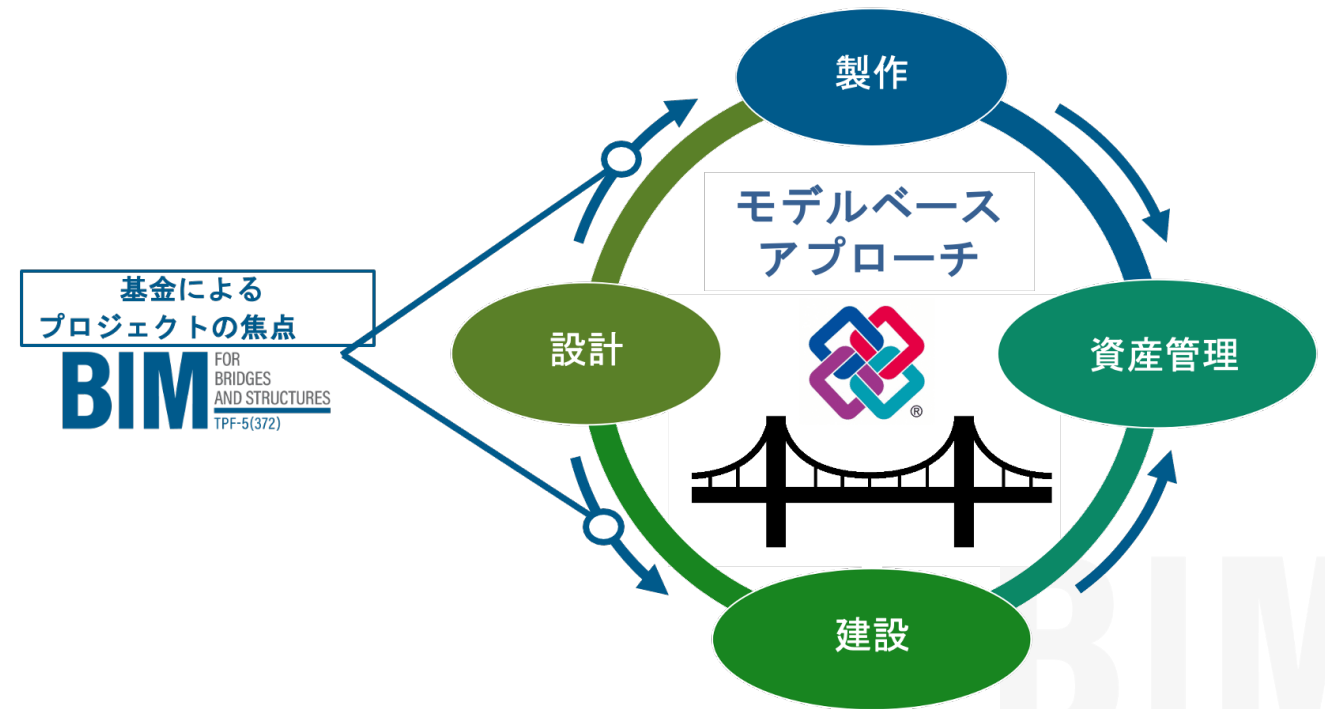 製作
モデルベース
アプローチ
基金による
プロジェクトの焦点
BIM
FOR
BRIDGES
AND STRUCTURES
TPF-5(372)
設計
資産管理
®
建設
BIM